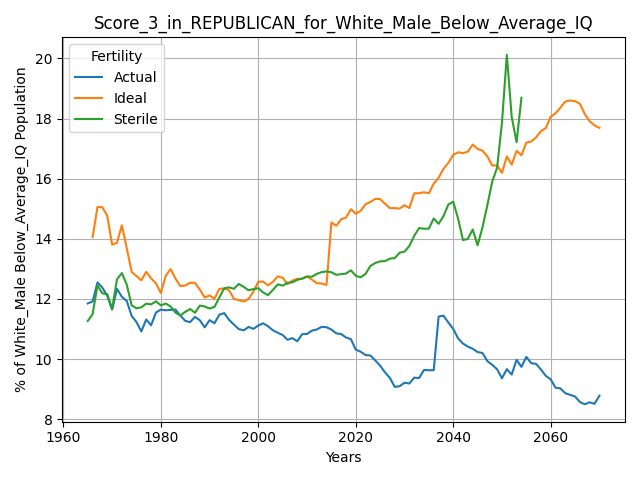 Score_3_in_REPUBLICAN_for_White_Male_Below_Average_IQ
% of White_Male Below_Average_IQ Population
20
18
16
14
12
10
8
Fertility
Actual
Ideal
Sterile
1960
1980
2000
2020
2040
2060
Years